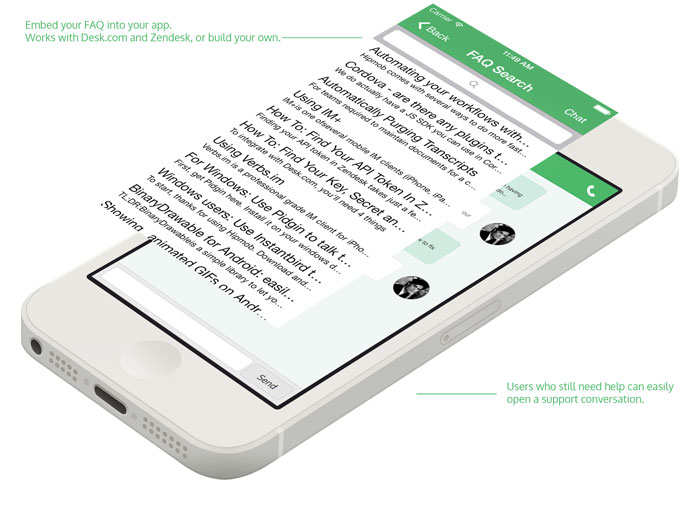 Embed your FAQ into your app.
Works with Desk.com and Zendesk, or build your own.
Carrier
11:49 AM
Back
FAQ Search
Chat
Automating your workflows with...
Hipmob comes with several ways to do more fast...
Cordova - are there any plugins t...
We do actually have a JS SDK you can use in Cor...
Automatically Purging Transcripts
For teams required to maintain documents for a c...
Using IM+
IM+is one ofseveral mobile IM clients (iPhone, iPa...
How To: Find Your API Token In Z...
Finding your API token in Zendesk takes just a fe...
How To: Find Your Key, Secret an...
To integrate with Desk.com, you'll need 4 things
Using Verbs.im
Verbs.im is a professional grade IM client for iPho...
For Windows: Use Pidgin to talk t...
First, get Pidgin here. Install it on your windows d...
Windows users: Use Instantbird t...
To start, thanks for using Hipmob. Download and...
BinaryDrawable for Android: easil...
TL;DR:BinaryDrawableis a simple library to let yo...
Showing animated GIFs on Andr...
having
do...
to fix
Send
Users who still need help can easily
open a support conversation.